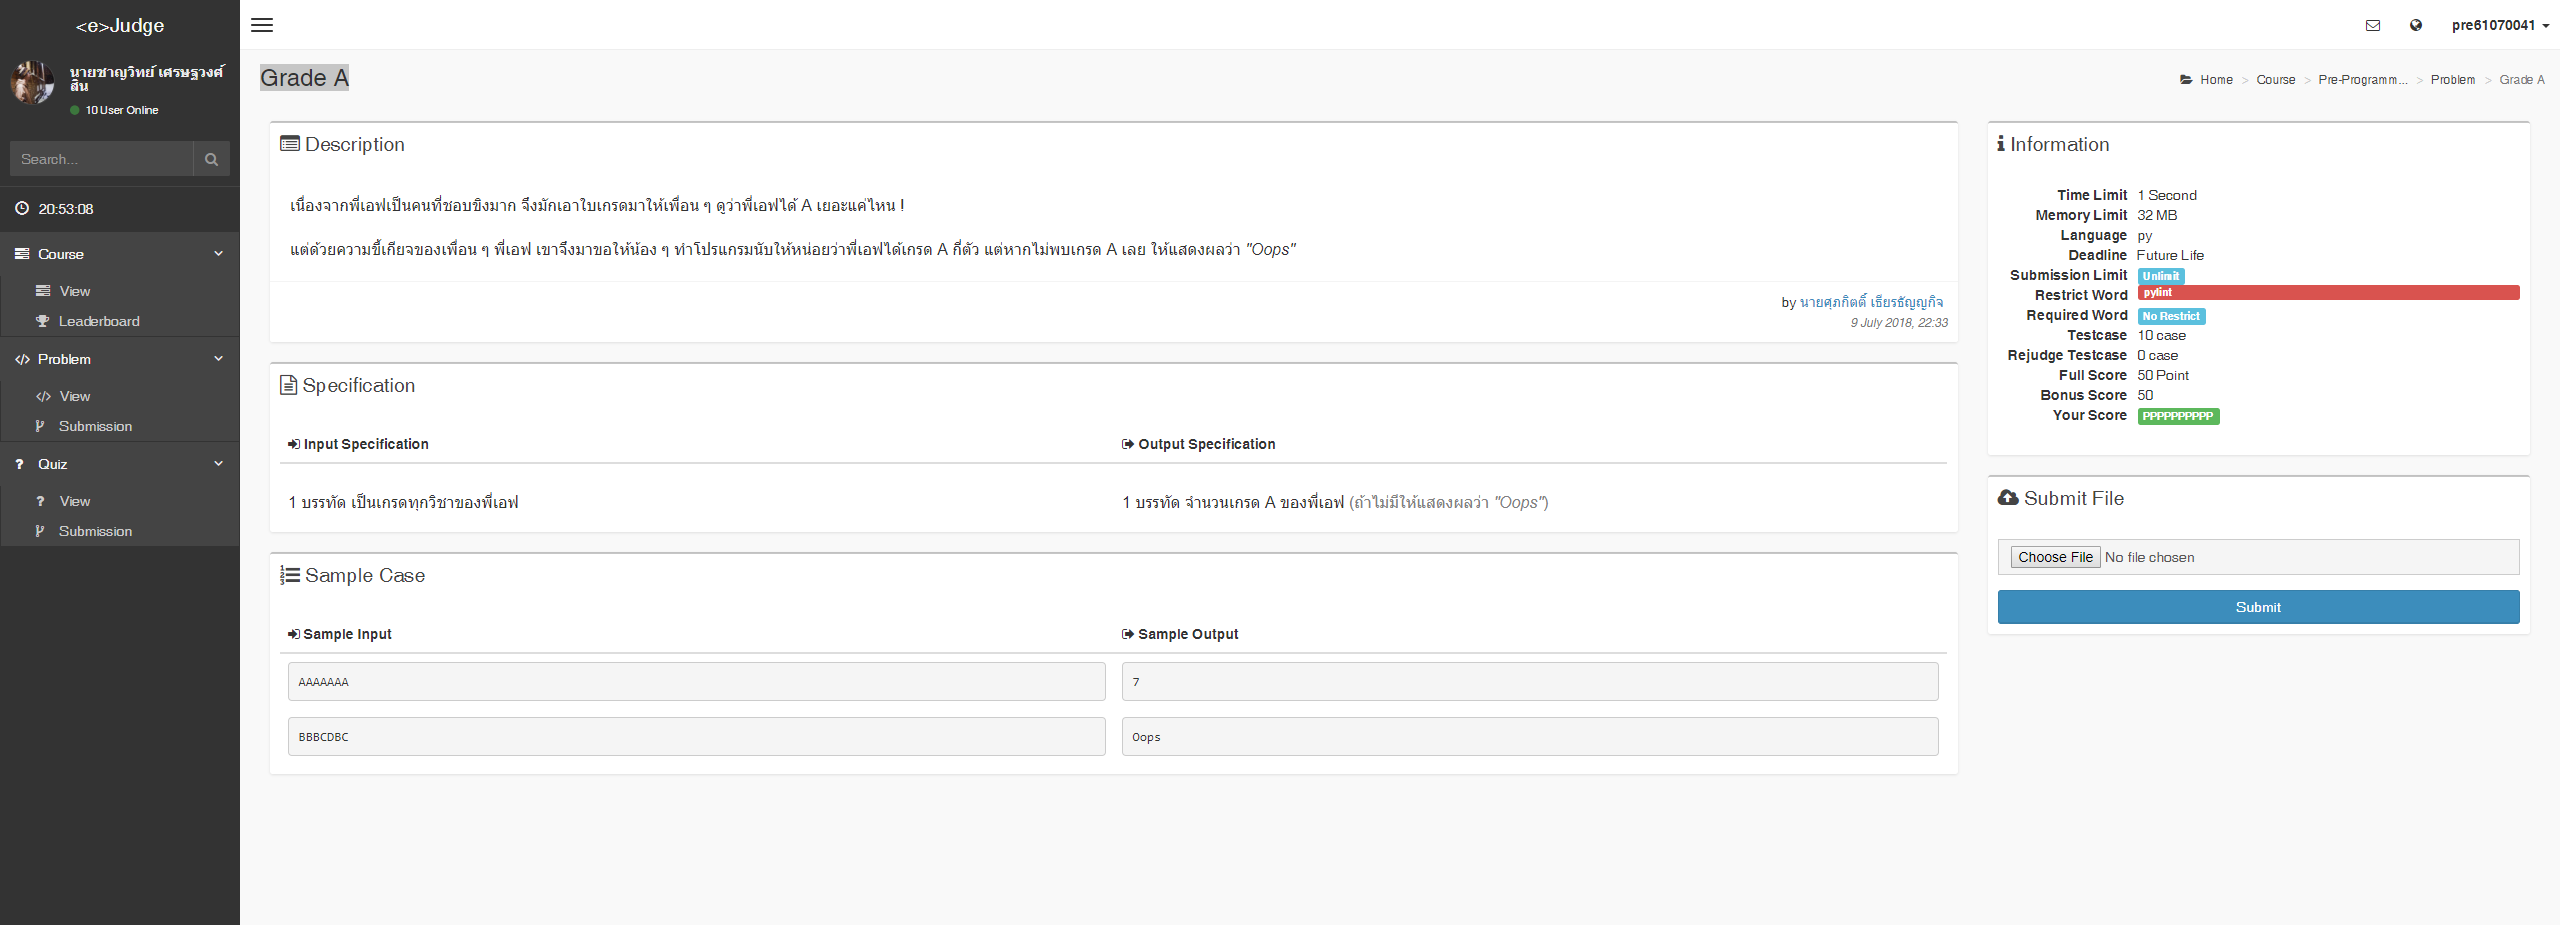 <e>Judge
pre61070041
นายชาญวิทย์ เศรษฐวงศ์
สิน
10 User Online
Search...
20:53:08
Course
View
Leaderboard
Problem
View
Submission
Quiz
View
Submission
Grade A
Home > Course > Pre-Programm... > Problem > Grade A
Description
เนื่องจากพี่เอฟเป็นคนที่ชอบขิงมาก จึงมักเอาใบเกรดมาให้เพื่อน ๆ ดูว่าพี่เอฟได้ A เยอะแค่ไหน !
แต่ด้วยความขี้เกียจของเพื่อน ๆ พี่เอฟ เขาจึงมาขอให้น้อง ๆ ทำโปรแกรมนับให้หน่อยว่าพี่เอฟได้เกรด A กี่ตัว แต่หากไม่พบเกรด A เลย ให้แสดงผลว่า "Oops"
by นายศุภกิตติ์ เธียรธัญญกิจ
9 July 2018, 22:33
Specification
Input Specification
Output Specification
1 บรรทัด เป็นเกรดทุกวิชาของพี่เอฟ
1 บรรทัด จำนวนเกรด A ของพี่เอฟ (ถ้าไม่มีให้แสดงผลว่า "Oops")
Sample Case
Sample Input
Sample Output
AAAAAAA
7
BBBCDBC
Oops
Information
Time Limit 1 Second
Memory Limit 32 MB
Language py
Deadline Future Life
Submission Limit Unlimit
Restrict Word pylint
Required Word No Restrict
Testcase 10 case
Rejudge Testcase 0 case
Full Score 50 Point
Bonus Score 50
Your Score PPPPPPPPPP
Submit File
Choose File No file chosen
Submit